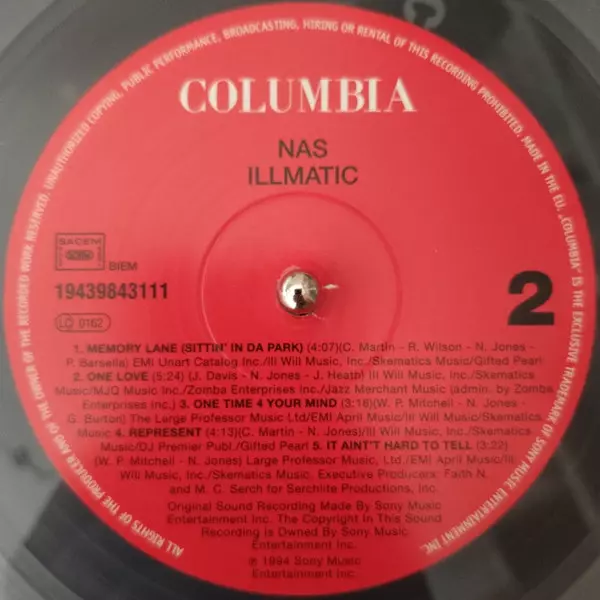 ALL RIGHTS OF THE PRODUCER AND OF THE OWNER OF THE RECORDED WORK RESERVED. UNAUTHORIZED COPYING, PUBLIC PERFORMANCE, BROADCASTING, HIRING OR RENTAL OF THIS RECORDING PROHIBITED. MADE IN THE EU. „COLUMBIA" IS THE EXCLUSIVE TRADEMARK OF SONY MUSIC ENTERTAINMENT INC.
COLUMBIA
NAS
ILLMATIC
SACEM
BIEM
19439843111
LC 0162
2
1. MEMORY LANE (SITTIN' IN DA PARK) (4:07)(C. Martin - R. Wilson - N. Jones -
P. Barsella) EMI Unart Catalog Inc./Ill Will Music, Inc./Skematics Music/Gifted Pearl
2. ONE LOVE (5:24) (J. Davis - N. Jones - J. Heath) Ill Will Music, Inc./Skematics
Music/MJQ Music Inc./Zomba Enterprises Inc./Jazz Merchant Music (admin. by Zomba
Enterprises Inc.) 3. ONE TIME 4 YOUR MIND (3:18)(W. P. Mitchell - N. Jones -
G. Burton) The Large Professor Music Ltd/EMI April Music/Ill Will Music/Skematics
Music 4. REPRESENT (4:13)(C. Martin - N. Jones)/Ill Will Music, Inc./Skematics
Music/DJ Premier Publ./Gifted Pearl 5. IT AIN'T HARD TO TELL (3:22)
(W. P. Mitchell - N. Jones) Large Professor Music, Ltd./EMI April Music/Ill
Will Music, Inc./Skematics Music, Executive Producers: Faith N.
and M. C. Serch for Serchlite Productions, Inc.
Original Sound Recording Made By Sony Music
Entertainment Inc. The Copyright In This Sound
Recording is Owned By Sony Music
Entertainment Inc.
℗ 1994 Sony Music
Entertainment Inc.